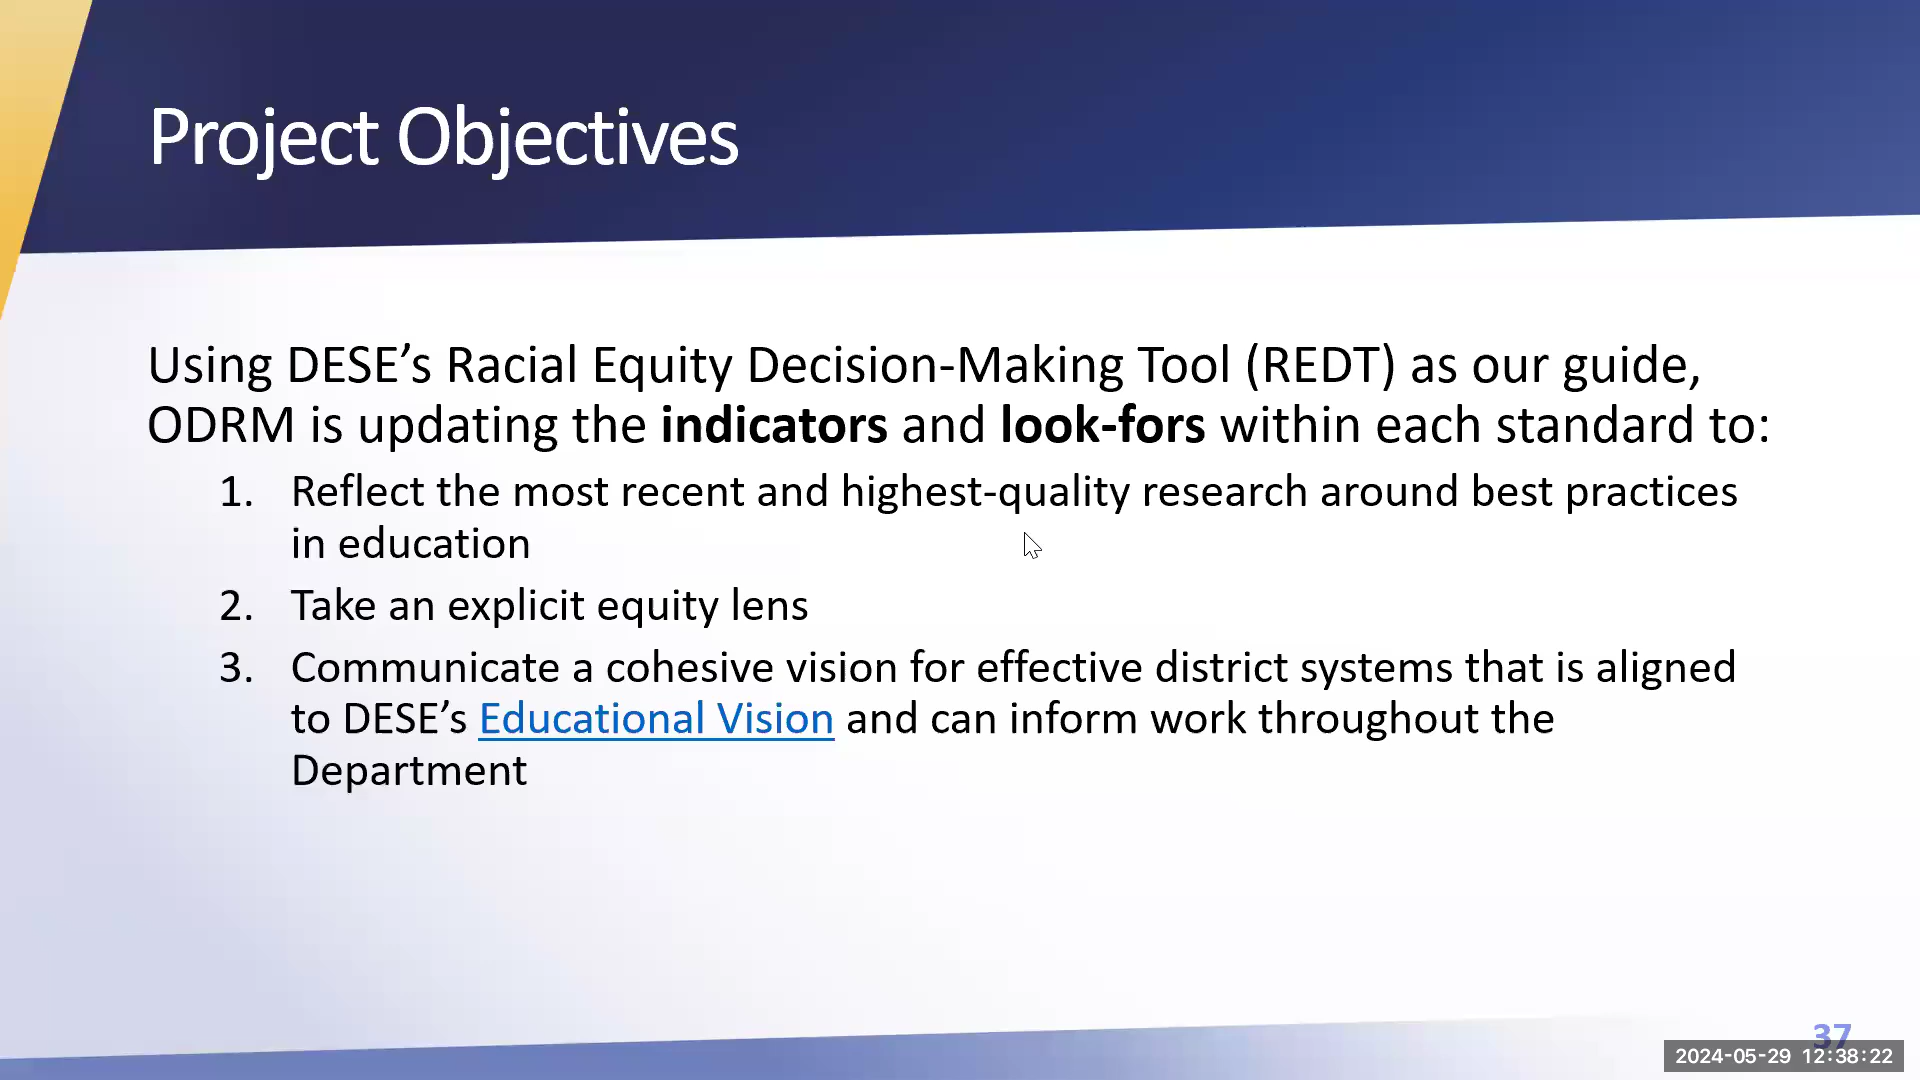 Project Objectives
Using DESE’s Racial Equity Decision-Making Tool (REDT) as our guide,
ODRM is updating the indicators and look-fors within each standard to:
1. Reflect the most recent and highest-quality research around best practices
in education
2. Take an explicit equity lens
3. Communicate a cohesive vision for effective district systems that is aligned
to DESE’s Educational Vision and can inform work throughout the
Department
37
2024-05-29 12:38:22